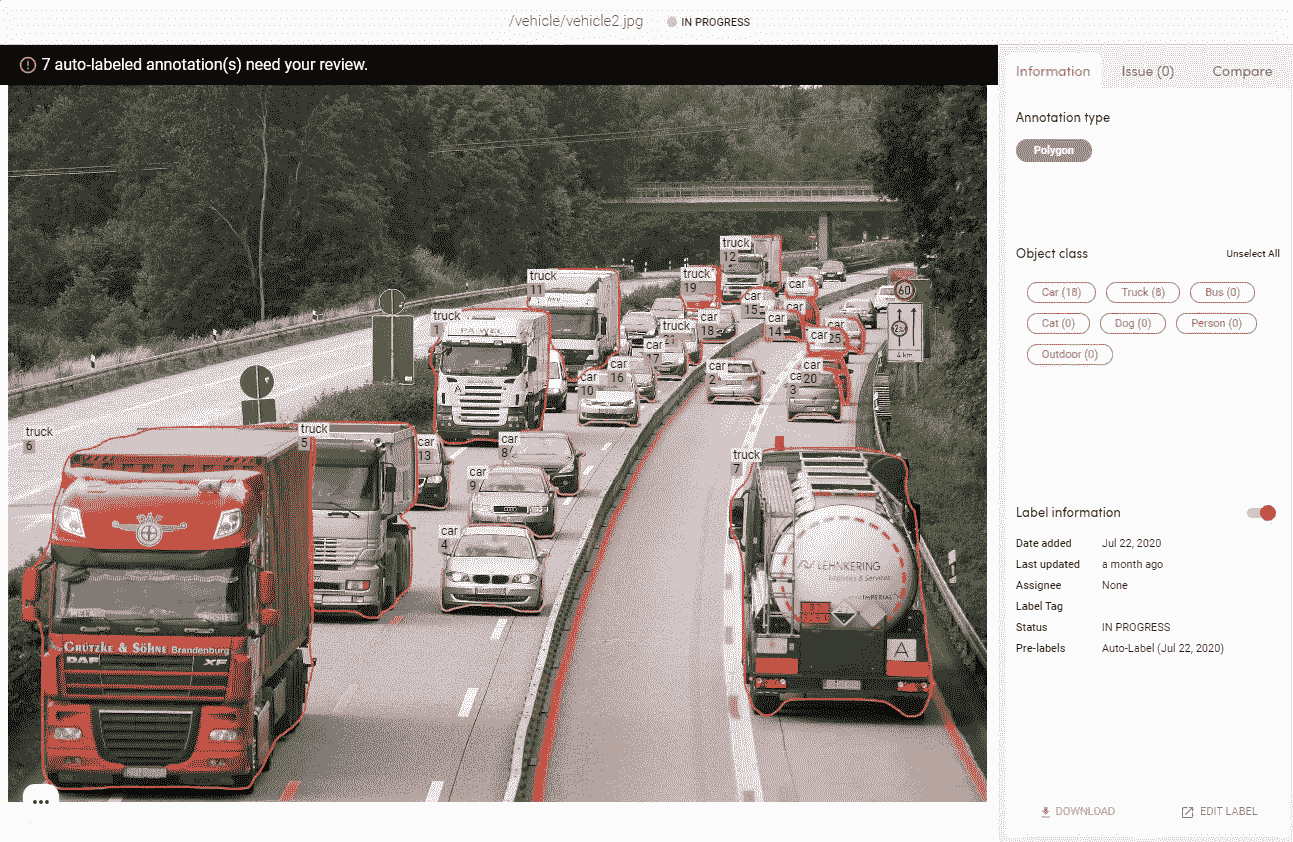 /vehicle/vehicle2.jpg IN PROGRESS
7 auto-labeled annotation(s) need your review.
Information Issue (0) Compare
Annotation type
Polygon
Object class Unselect All
Car (18) Truck (8) Bus (0)
Cat (0) Dog (0) Person (0)
Outdoor (0)
Label information
Date added Jul 22, 2020
Last updated a month ago
Assignee None
Label Tag
Status IN PROGRESS
Pre-labels Auto-Label (Jul 22, 2020)
DOWNLOAD EDIT LABEL
truck
12
truck
11
truck
19
car
car
15
car
car
14
car
18
truck
21
truck
1
car
17
car
25
car
car
16
car
10
car
2
car
20
3
truck
6
truck
5
car
13
car
8
car
9
car
4
truck
7
60
4 km
PA-WEL
A
LEHNKERING
Logistics & Services
IMPERIAL
A
GRÜTZKE & SÖHNE Brandenburg
DAF XF